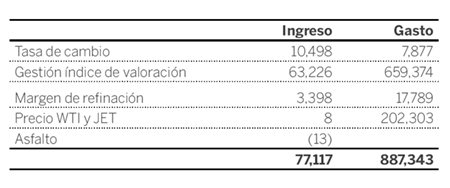 Ingreso Gasto
Tasa de cambio 10,498 7,877
Gestión índice de valoración 63,226 659,374
Margen de refinación 3,398 17,789
Precio WTI y JET 8 202,303
Asfalto (13)
77,117 887,343